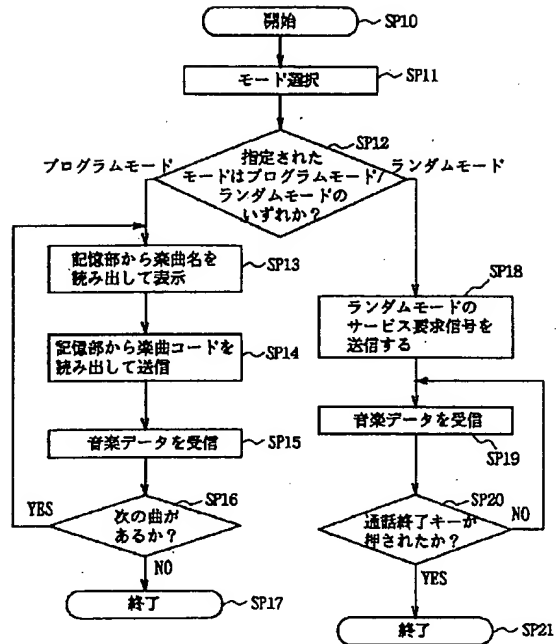 開始
SP10
モード選択
SP11
SP12
指定された
モードはプログラムモード/
ランダムモードの
いずれか？
プログラムモード
ランダムモード
記憶部から楽曲名を
読み出して表示
SP13
記憶部から楽曲コードを
読み出して送信
SP14
音楽データを受信
SP15
SP16
次の曲が
あるか？
YES
NO
終了
SP17
SP18
ランダムモードの
サービス要求信号を
送信する
音楽データを受信
SP19
SP20
通話終了キーが
押されたか？
NO
YES
終了
SP21